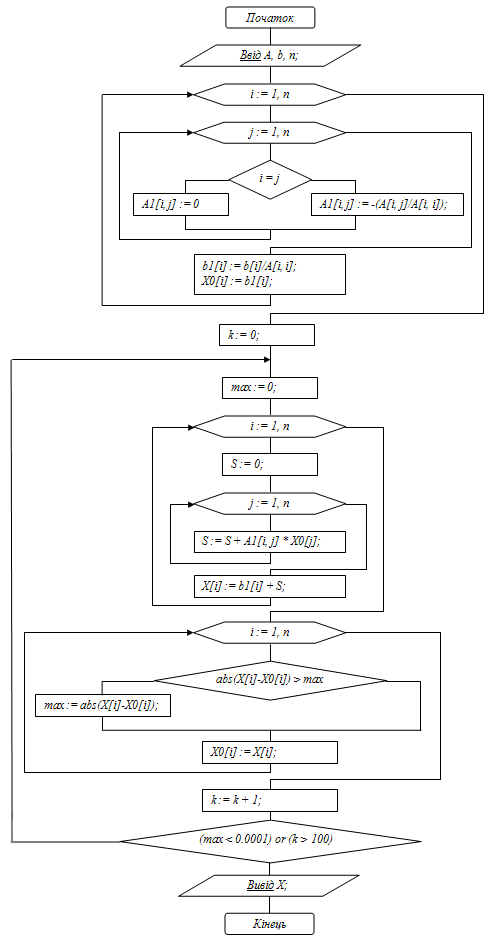 Початок
Ввід A, b, n;
i := 1, n
j := 1, n
i = j
A1[i, j] := 0
A1[i, j] := -(A[i, j]/A[i, i]);
b1[i] := b[i]/A[i, i];
X0[i] := b1[i];
k := 0;
max := 0;
i := 1, n
S := 0;
j := 1, n
S := S + A1[i, j] * X0[j];
X[i] := b1[i] + S;
i := 1, n
abs(X[i]-X0[i]) > max
max := abs(X[i]-X0[i]);
X0[i] := X[i];
k := k + 1;
(max < 0.0001) or (k > 100)
Вивід X;
Кінець